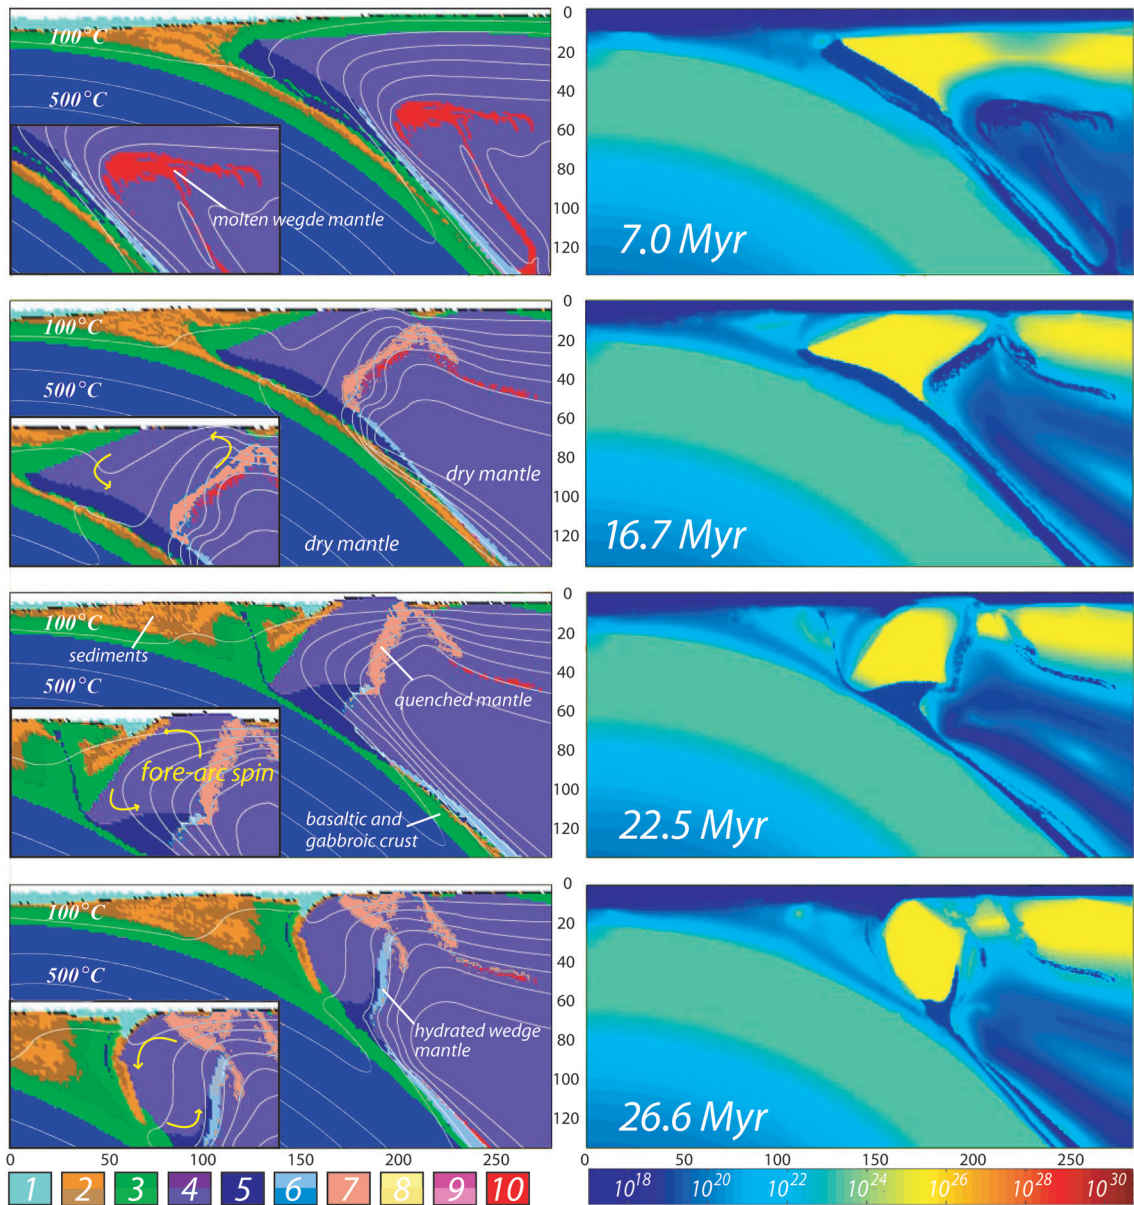 100°C
500°C
molten wegde mantle
0
20
40
60
80
100
120
7.0 Myr
100°C
500°C
dry mantle
dry mantle
0
20
40
60
80
100
120
16.7 Myr
100°C
sediments
500°C
quenched mantle
fore-arc spin
basaltic and
gabbroic crust
0
20
40
60
80
100
120
22.5 Myr
100°C
500°C
hydrated wedge
mantle
0
20
40
60
80
100
120
26.6 Myr
0 50 100 150 200 250
0 50 100 150 200 250
1 2 3 4 5 6 7 8 9 10
10^18 10^20 10^22 10^24 10^26 10^28 10^30